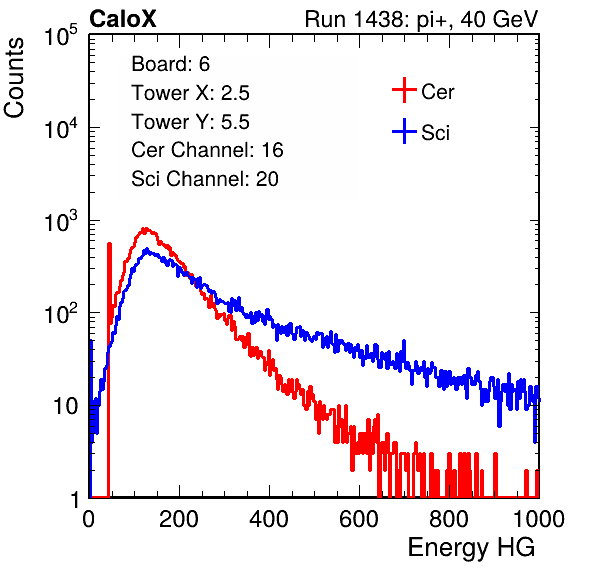 CaloX Run 1438: pi+, 40 GeV
Board: 6
Tower X: 2.5
Tower Y: 5.5
Cer Channel: 16
Sci Channel: 20
Cer
Sci
Counts
10^5
10^4
10^3
10^2
10
1
0 200 400 600 800 1000
Energy HG